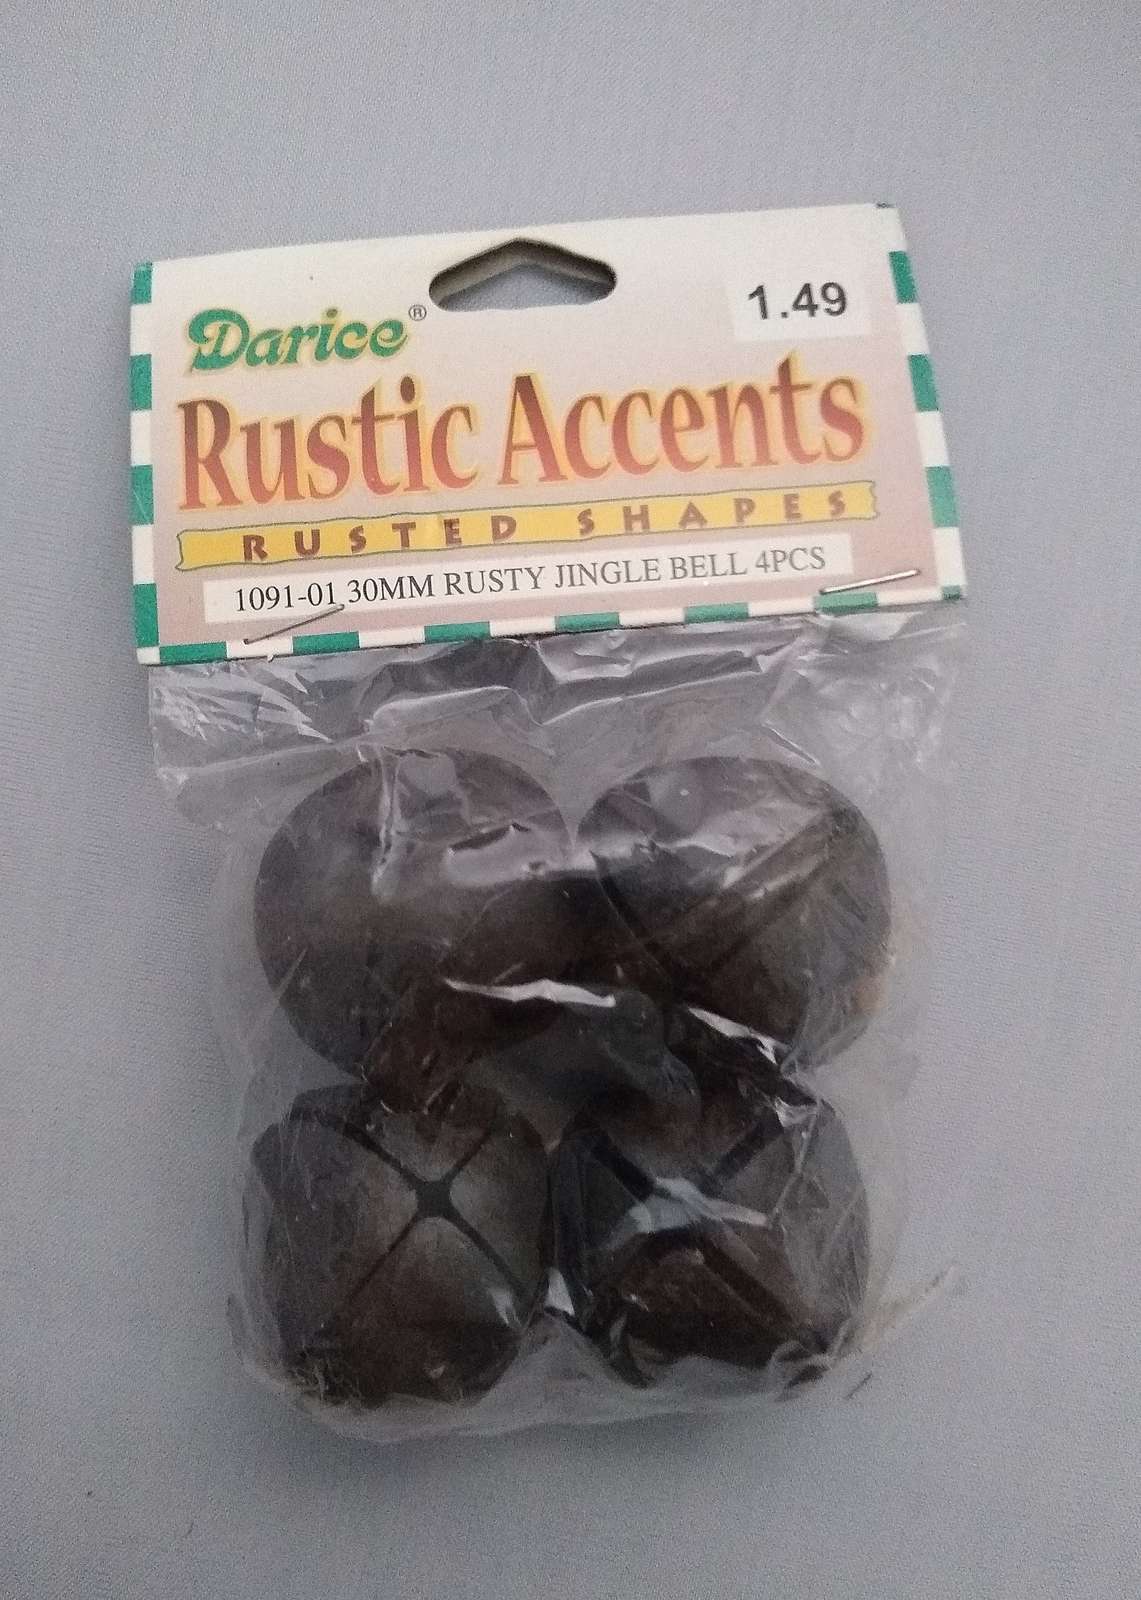 Darice®
1.49
Rustic Accents
RUSTED SHAPES
1091-01 30MM RUSTY JINGLE BELL 4PCS